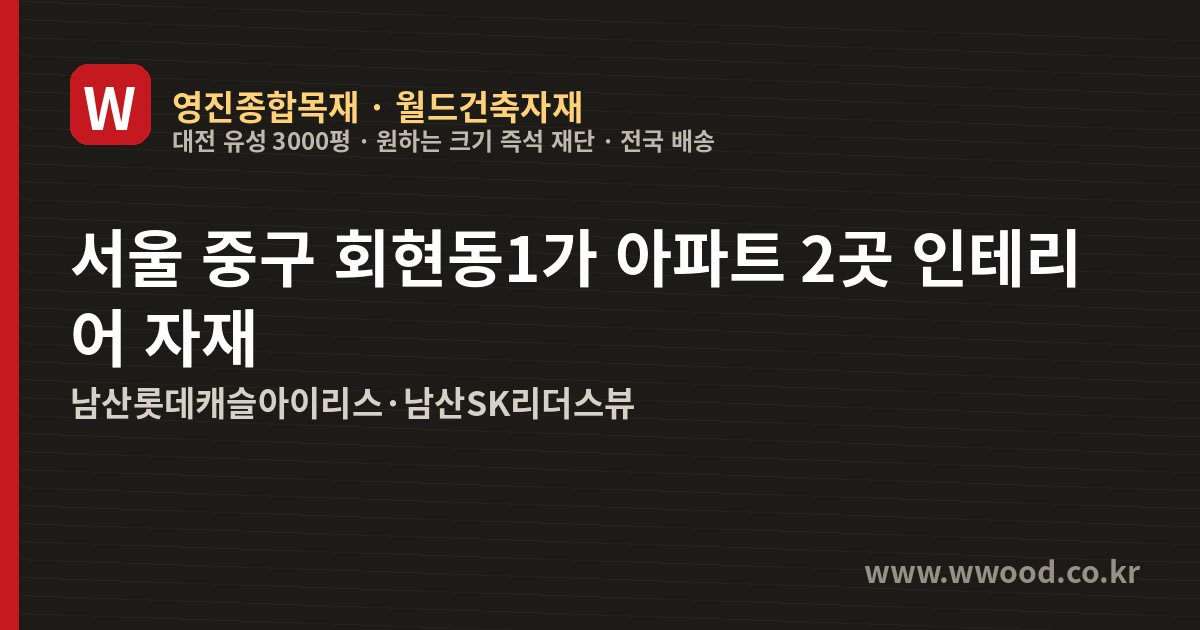 W
영진종합목재 · 월드건축자재
대전 유성 3000평 · 원하는 크기 즉석 재단 · 전국 배송
서울 중구 회현동1가 아파트 2곳 인테리
어 자재
남산롯데캐슬아이리스·남산SK리더스뷰
www.wwood.co.kr